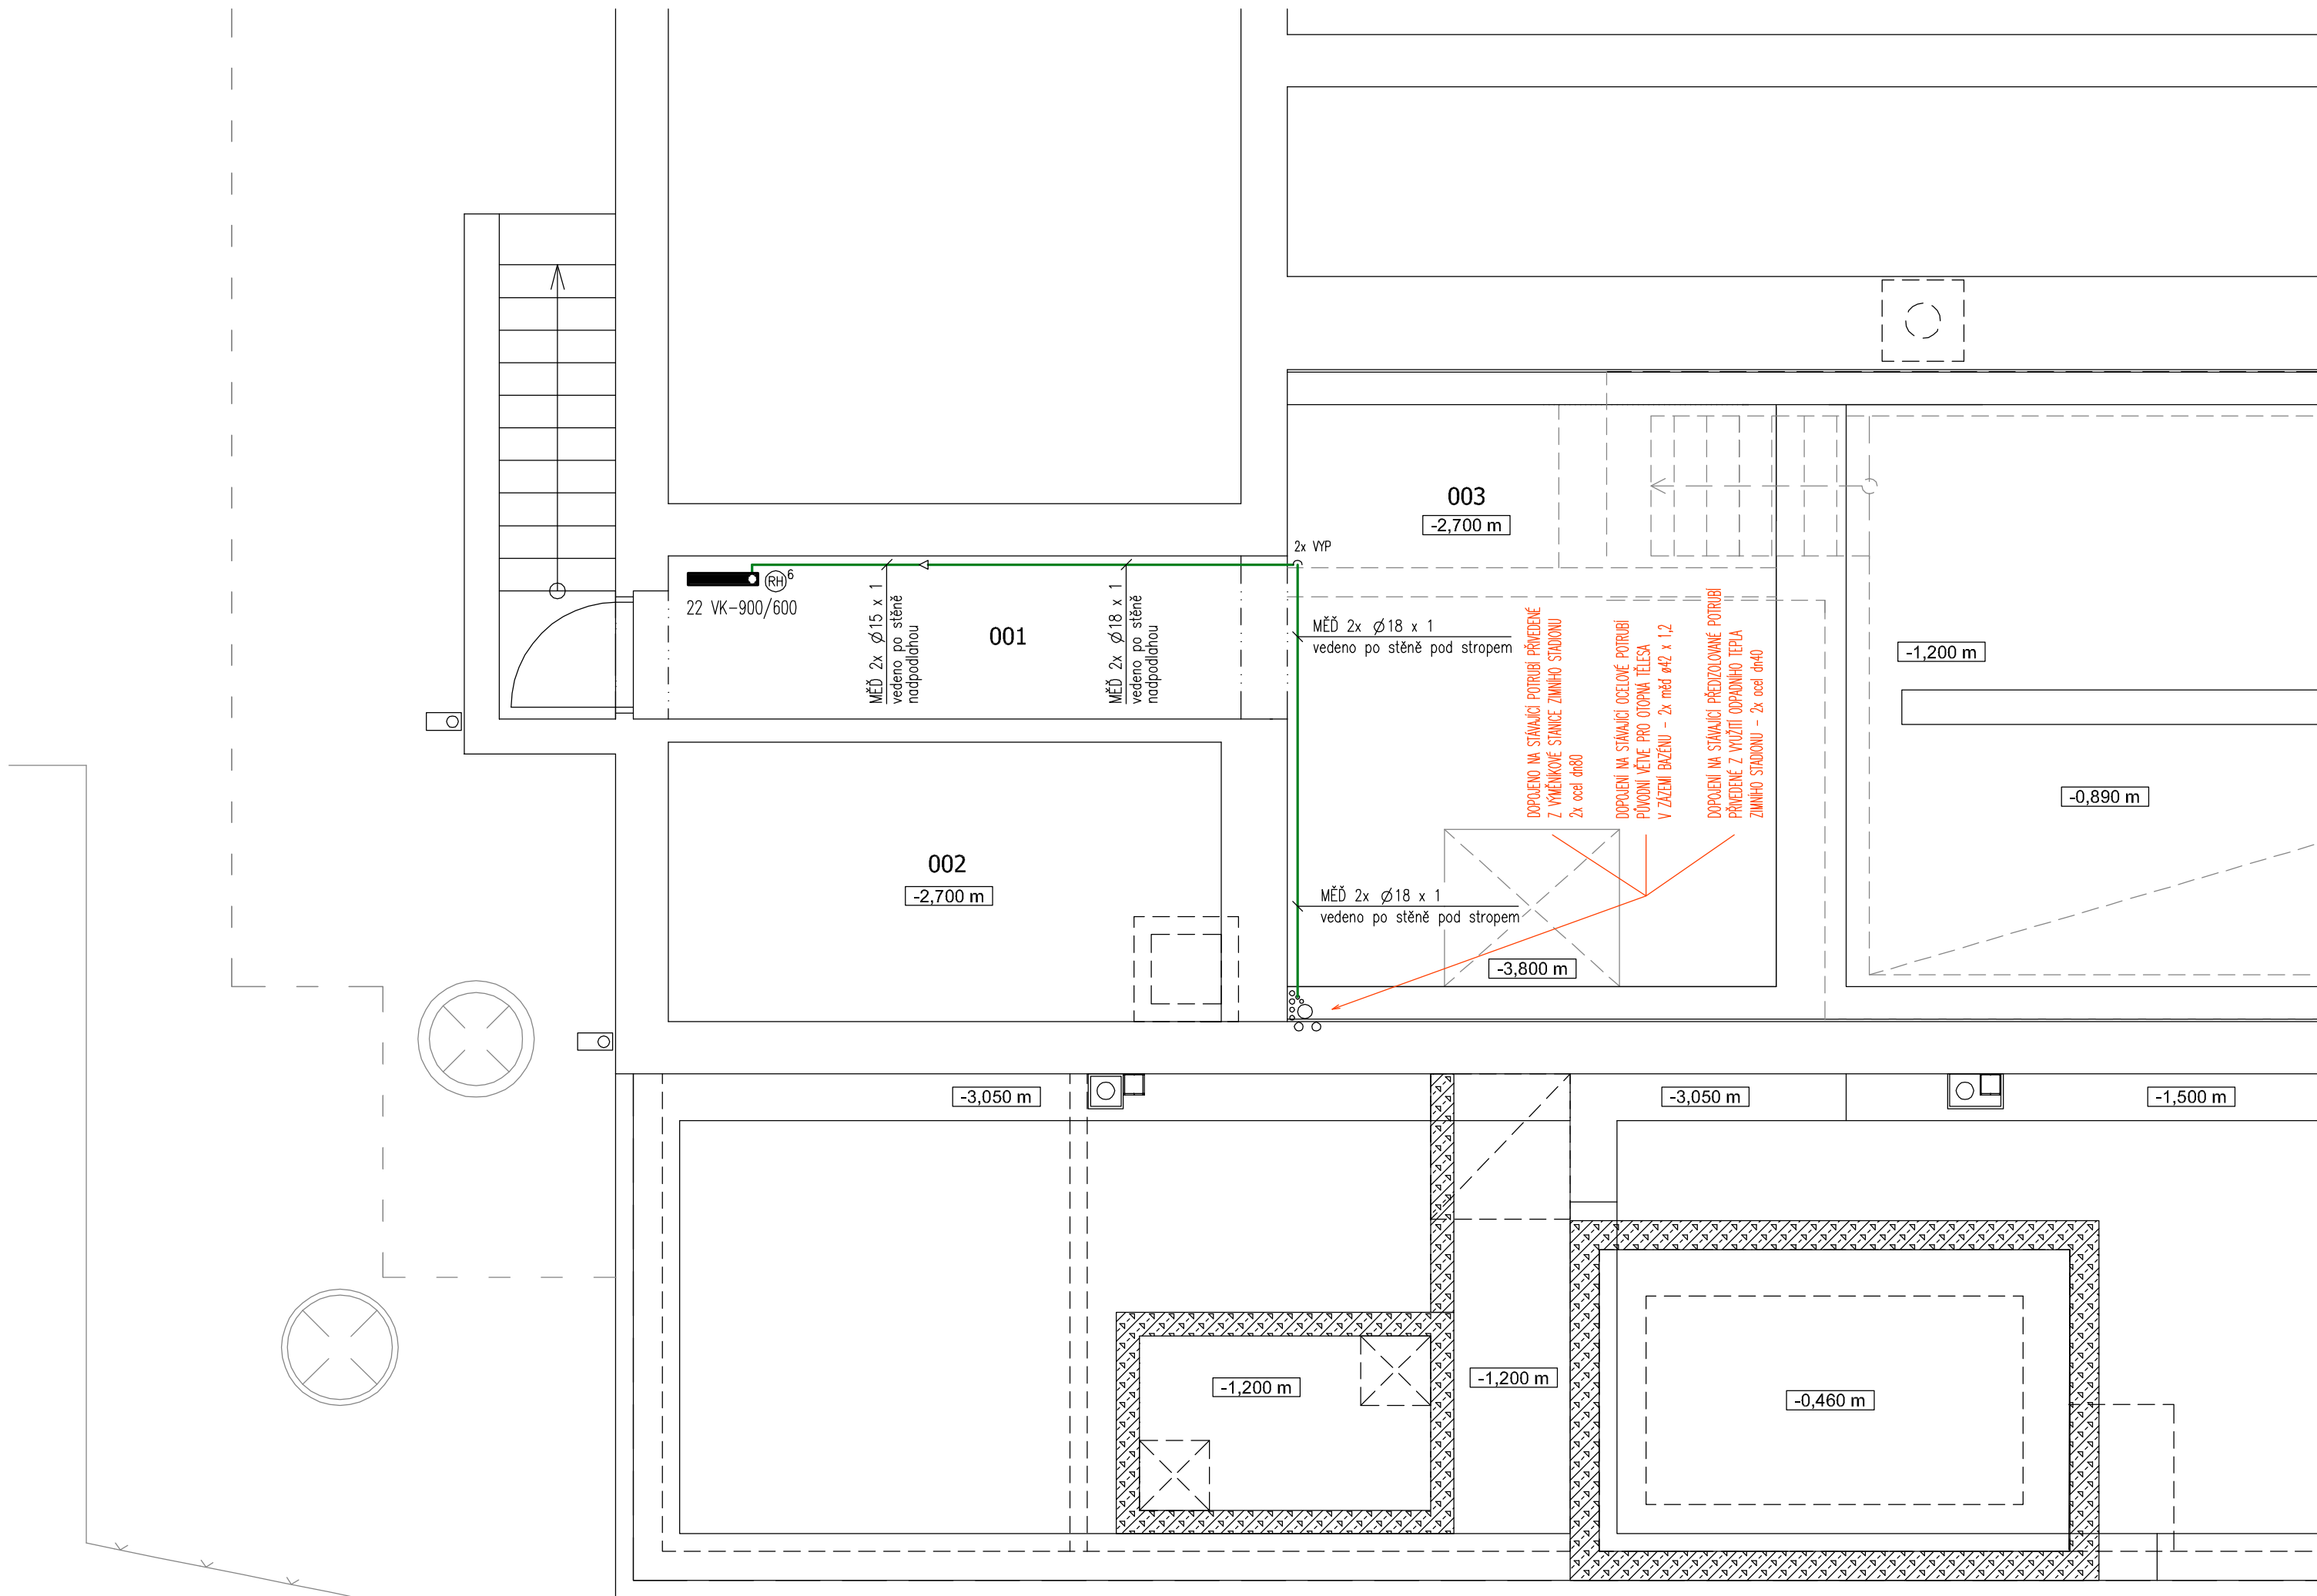 003
-2,700 m
2x VYP
RH 6
22 VK-900/600
MĚĎ 2x Ø15 x 1
vedeno po stěně
nadpodlahou
001
MĚĎ 2x Ø18 x 1
vedeno po stěně
nadpodlahou
MĚĎ 2x Ø18 x 1
vedeno po stěně pod stropem
DOPOJENO NA STÁVAJÍCÍ POTRUBÍ PŘIVEDENÉ
Z VÝMĚNÍKOVÉ STANICE ZIMNÍHO STADIONU
2x ocel dn80
DOPOJENÍ NA STÁVAJÍCÍ OCELOVÉ POTRUBÍ
PŮVODNÍ VĚTVE PRO OTOPNÁ TĚLESA
V ZÁZEMÍ BAZÉNU - 2x měď ø42 x 1,2
DOPOJENÍ NA STÁVAJÍCÍ PŘEDIZOLOVANÉ POTRUBÍ
PŘIVEDENÉ Z VYUŽITÍ ODPADNÍHO TEPLA
ZIMNÍHO STADIONU - 2x ocel dn40
-1,200 m
-0,890 m
002
-2,700 m
MĚĎ 2x Ø18 x 1
vedeno po stěně pod stropem
-3,800 m
-3,050 m
-3,050 m
-1,500 m
-1,200 m
-1,200 m
-0,460 m